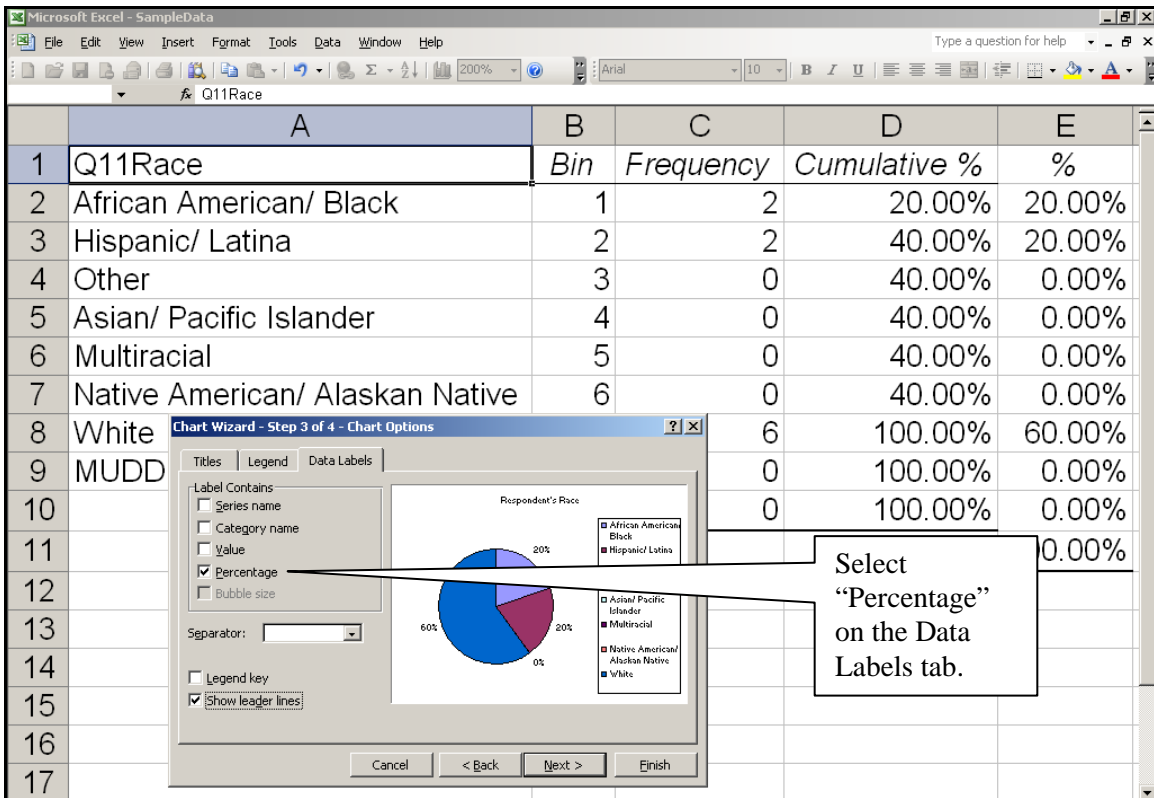 Microsoft Excel - SampleData
File Edit View Insert Format Tools Data Window Help Type a question for help
200% Arial 10 B I U
fx Q11Race
A B C D E
1 Q11Race Bin Frequency Cumulative % %
2 African American/ Black 1 2 20.00% 20.00%
3 Hispanic/ Latina 2 2 40.00% 20.00%
4 Other 3 0 40.00% 0.00%
5 Asian/ Pacific Islander 4 0 40.00% 0.00%
6 Multiracial 5 0 40.00% 0.00%
7 Native American/ Alaskan Native 6 0 40.00% 0.00%
8 White 6 100.00% 60.00%
9 MUDD 0 100.00% 0.00%
10 0 100.00% 0.00%
11 00.00%
12
13
14
15
16
17
Chart Wizard - Step 3 of 4 - Chart Options
Titles Legend Data Labels
Label Contains
Series name
Category name
Value
Percentage
Bubble size
Separator:
Legend key
Show leader lines
Respondent's Race
20%
20%
0%
60%
African American/
Black
Hispanic/ Latina
Asian/ Pacific
Islander
Multiracial
Native American/
Alaskan Native
White
Cancel < Back Next > Finish
Select
“Percentage”
on the Data
Labels tab.